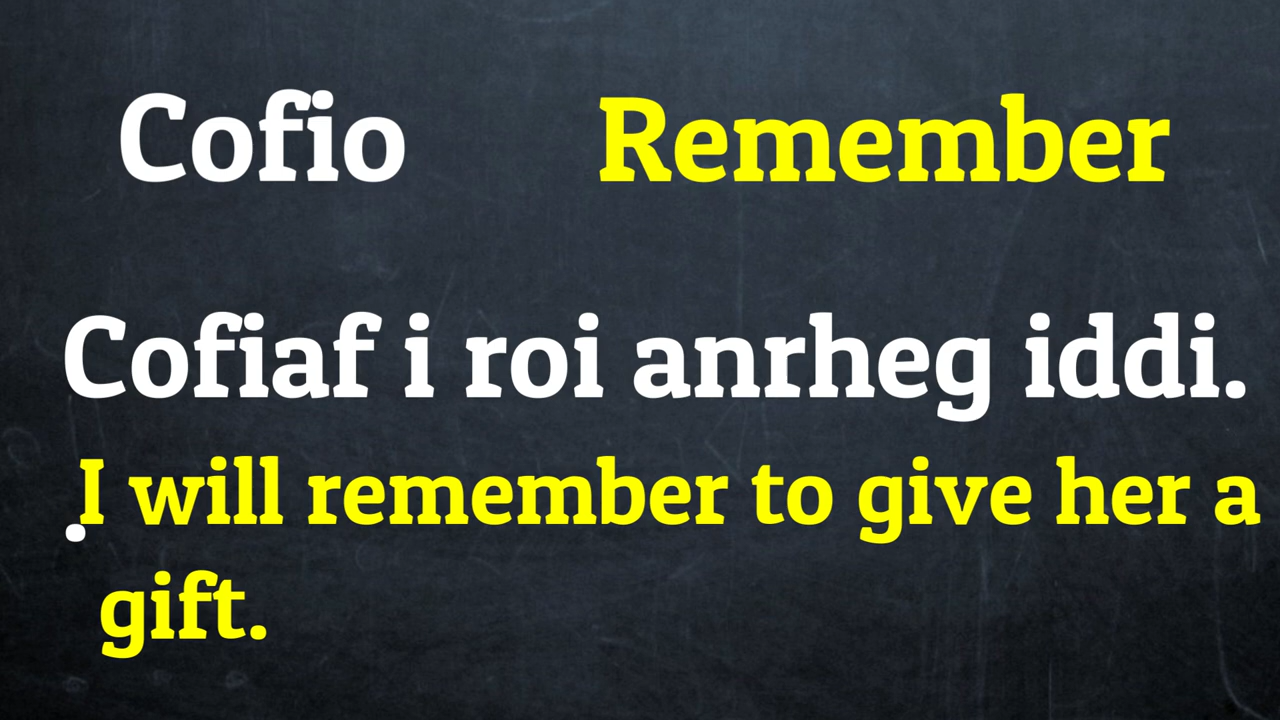 Cofio Remember
Cofiaf i roi anrheg iddi.
.I will remember to give her a
gift.